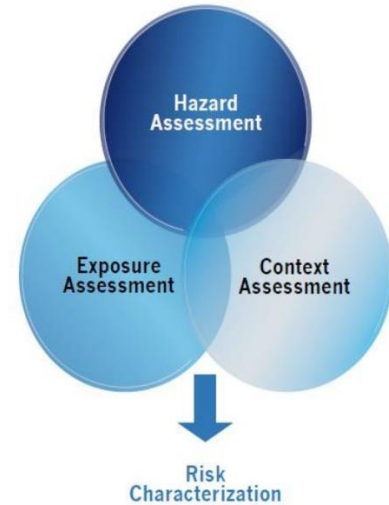 Hazard
Assessment
Exposure
Assessment
Context
Assessment
Risk
Characterization